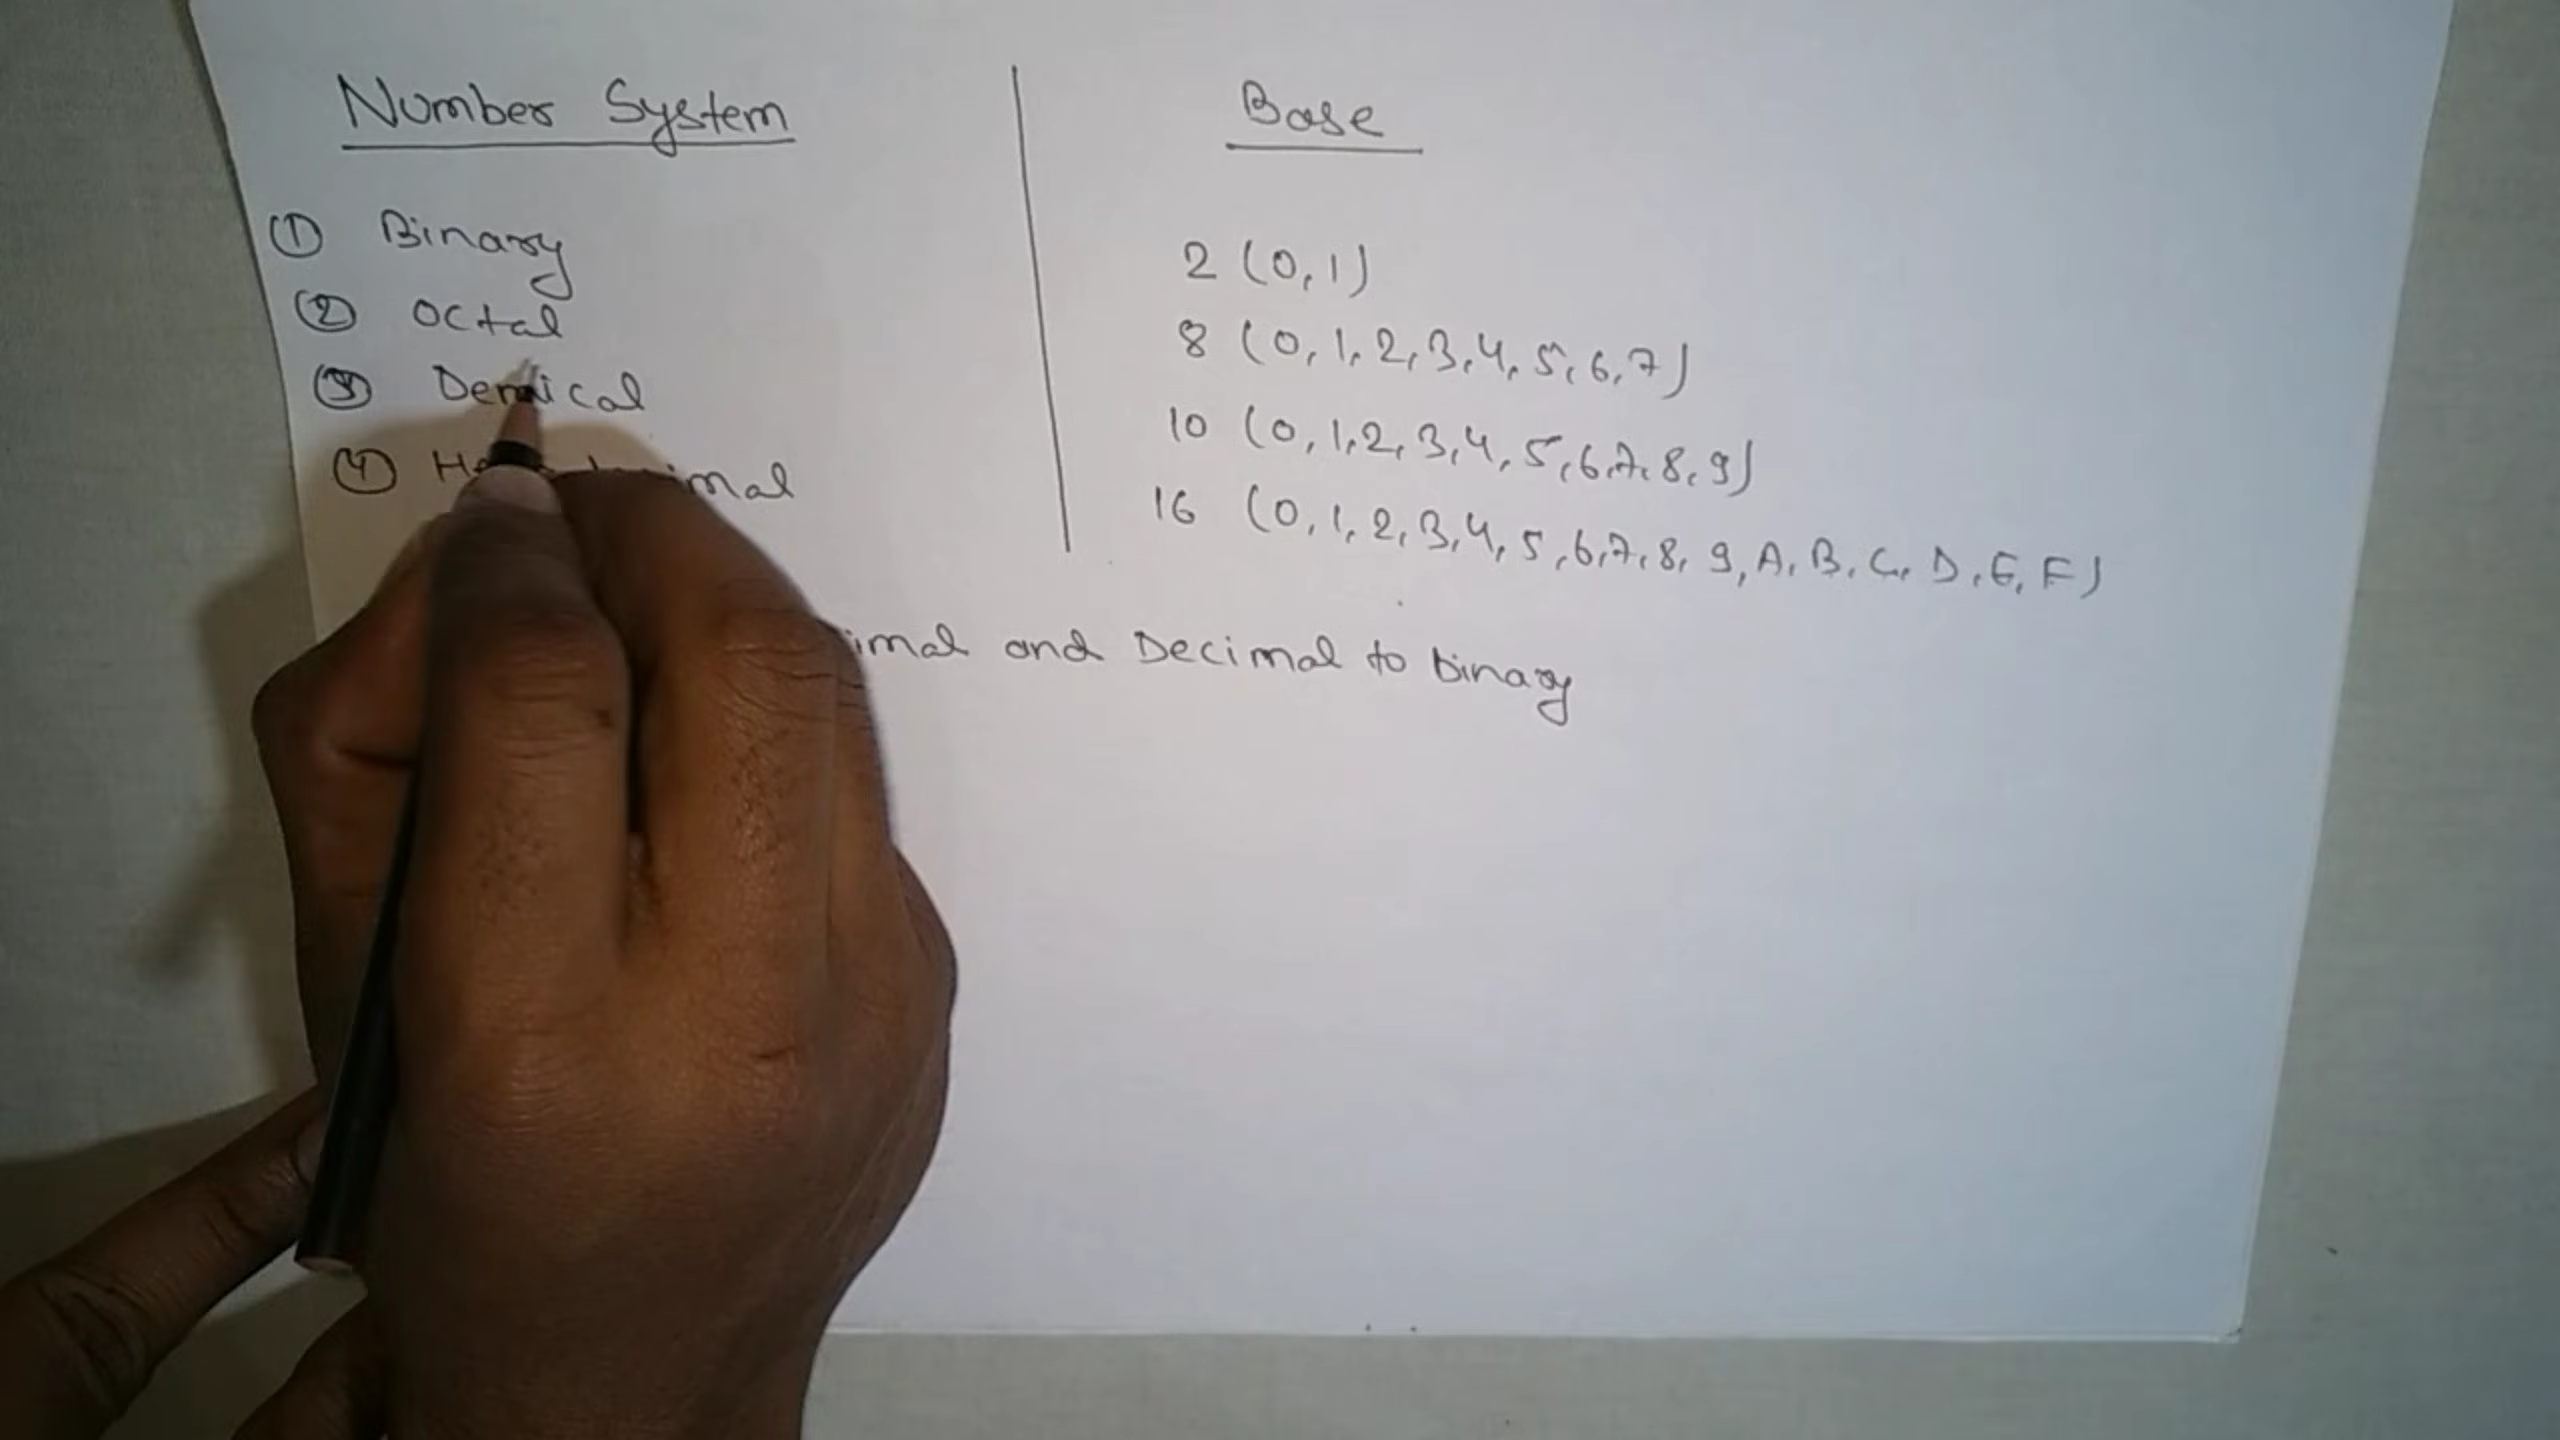 Number System Base
① Binary 2 (0, 1)
② Octal 8 (0, 1, 2, 3, 4, 5, 6, 7)
③ Demical 10 (0, 1, 2, 3, 4, 5, 6, 7, 8, 9)
④ 16 (0, 1, 2, 3, 4, 5, 6, 7, 8, 9, A, B, C, D, E, F)
and Decimal to binary